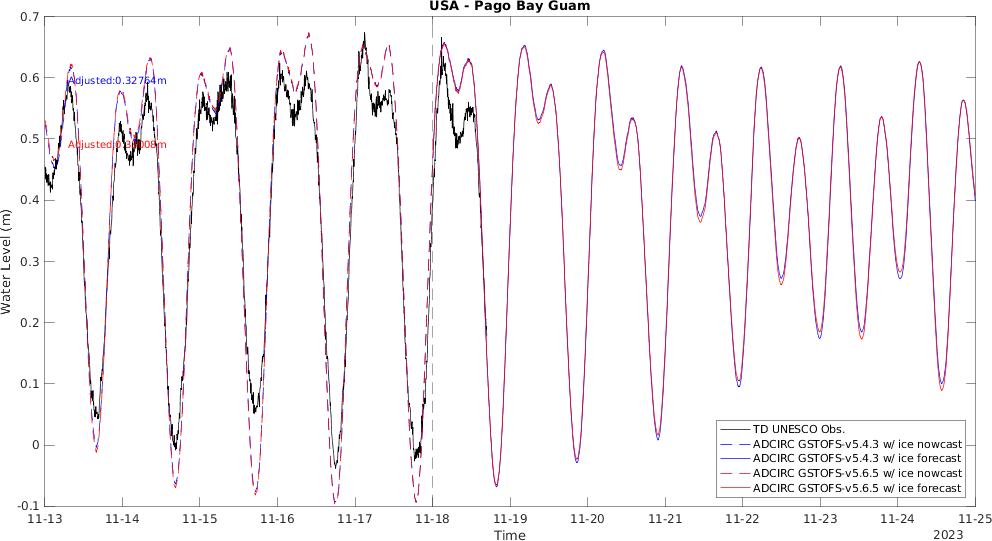 USA - Pago Bay Guam
0.7
0.6
0.5
0.4
0.3
0.2
0.1
0
-0.1
Water Level (m)
Adjusted:0.32764m
TD UNESCO Obs.
ADCIRC GSTOFS-v5.4.3 w/ ice nowcast
ADCIRC GSTOFS-v5.4.3 w/ ice forecast
ADCIRC GSTOFS-v5.6.5 w/ ice nowcast
ADCIRC GSTOFS-v5.6.5 w/ ice forecast
11-13 11-14 11-15 11-16 11-17 11-18 11-19 11-20 11-21 11-22 11-23 11-24 11-25
Time
2023